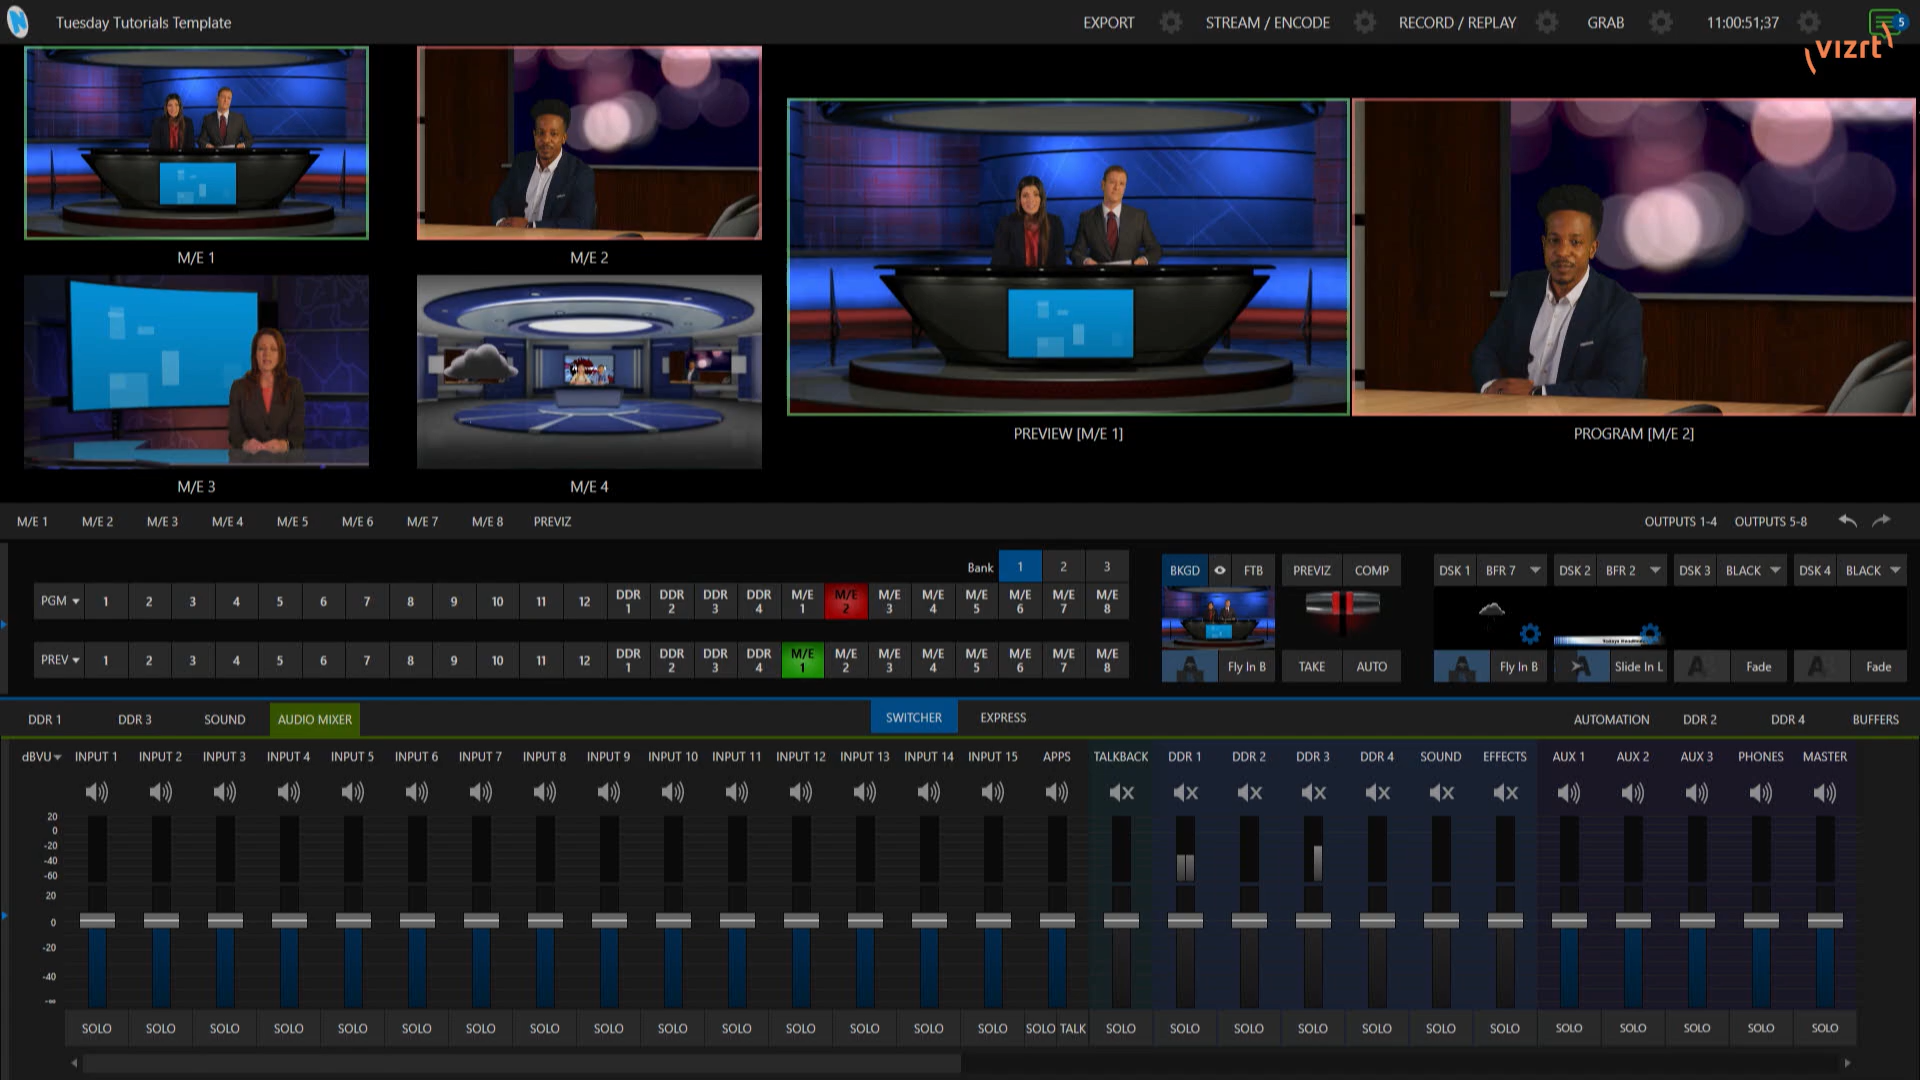 Tuesday Tutorials Template
EXPORT STREAM / ENCODE RECORD / REPLAY GRAB 11:00:51;37 5
vizrt
M/E 1 M/E 2
PREVIEW [M/E 1] PROGRAM [M/E 2]
M/E 3 M/E 4
M/E 1 M/E 2 M/E 3 M/E 4 M/E 5 M/E 6 M/E 7 M/E 8 PREVIZ OUTPUTS 1-4 OUTPUTS 5-8
Bank 1 2 3
PGM 1 2 3 4 5 6 7 8 9 10 11 12 DDR 1 DDR 2 DDR 3 DDR 4 M/E 1 M/E 2 M/E 3 M/E 4 M/E 5 M/E 6 M/E 7 M/E 8
PREV 1 2 3 4 5 6 7 8 9 10 11 12 DDR 1 DDR 2 DDR 3 DDR 4 M/E 1 M/E 2 M/E 3 M/E 4 M/E 5 M/E 6 M/E 7 M/E 8
BKGD FTB PREVIZ COMP DSK 1 BFR 7 DSK 2 BFR 2 DSK 3 BLACK DSK 4 BLACK
Fly In B TAKE AUTO Fly In B Slide In L Fade Fade
DDR 1 DDR 3 SOUND AUDIO MIXER SWITCHER EXPRESS AUTOMATION DDR 2 DDR 4 BUFFERS
dBVU INPUT 1 INPUT 2 INPUT 3 INPUT 4 INPUT 5 INPUT 6 INPUT 7 INPUT 8 INPUT 9 INPUT 10 INPUT 11 INPUT 12 INPUT 13 INPUT 14 INPUT 15 APPS TALKBACK DDR 1 DDR 2 DDR 3 DDR 4 SOUND EFFECTS AUX 1 AUX 2 AUX 3 PHONES MASTER
20
0
-20
-40
-60
20
0
-20
-40
-∞
SOLO SOLO SOLO SOLO SOLO SOLO SOLO SOLO SOLO SOLO SOLO SOLO SOLO SOLO SOLO SOLO TALK SOLO SOLO SOLO SOLO SOLO SOLO SOLO SOLO SOLO SOLO SOLO SOLO